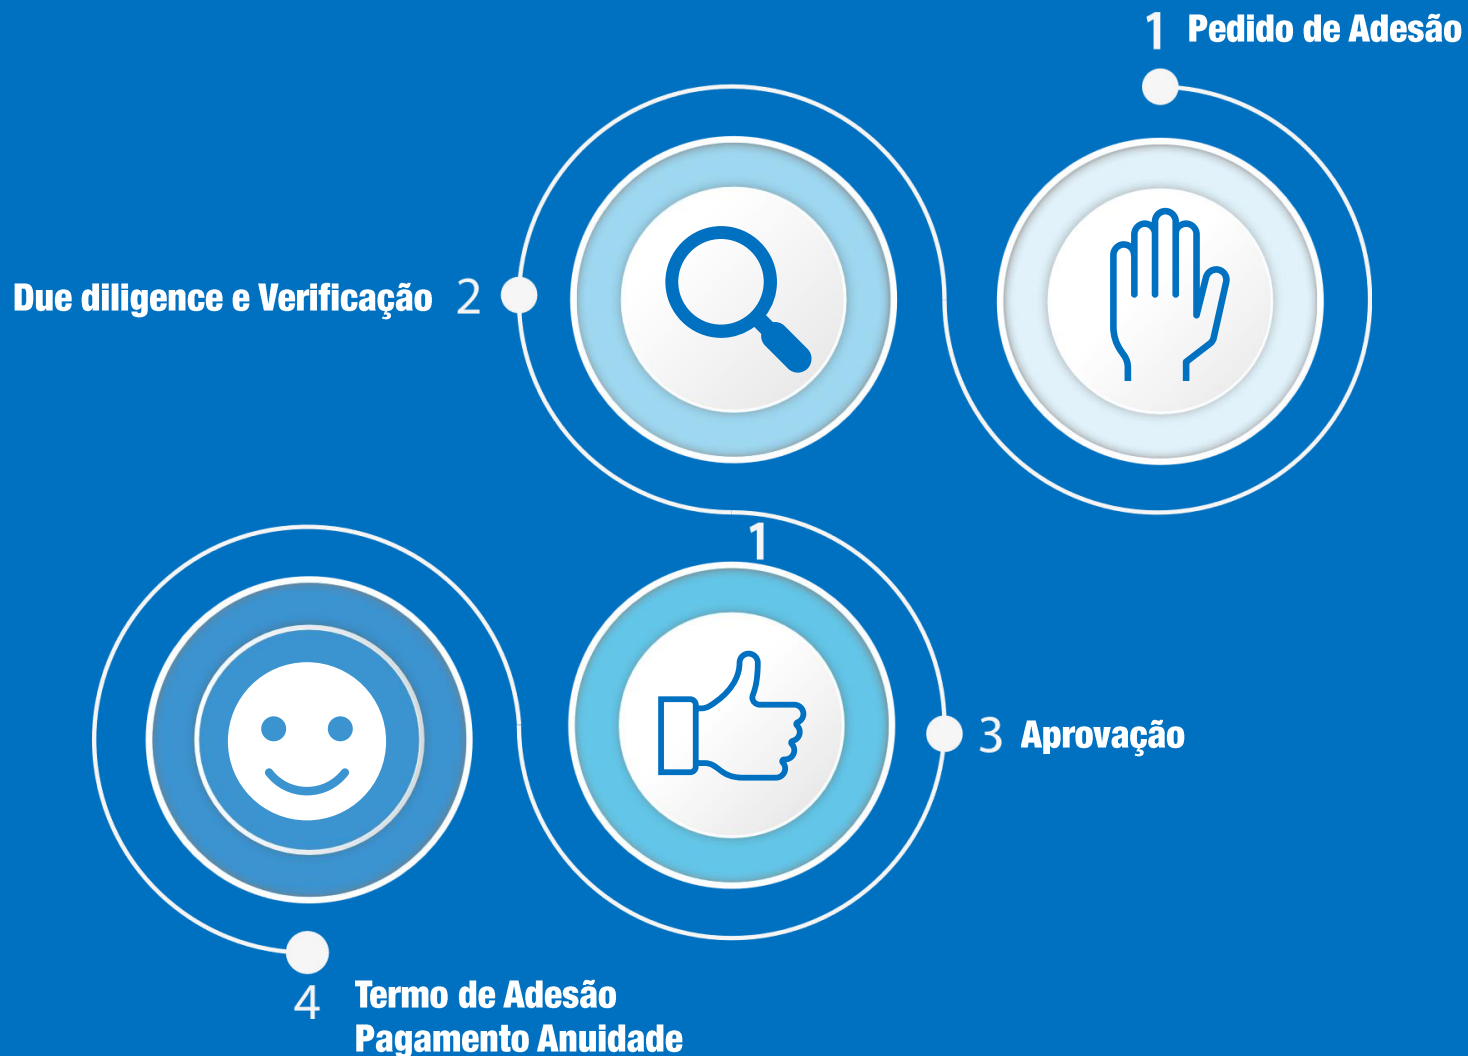 1 Pedido de Adesão
Due diligence e Verificação 2
1
3 Aprovação
4 Termo de Adesão
Pagamento Anuidade